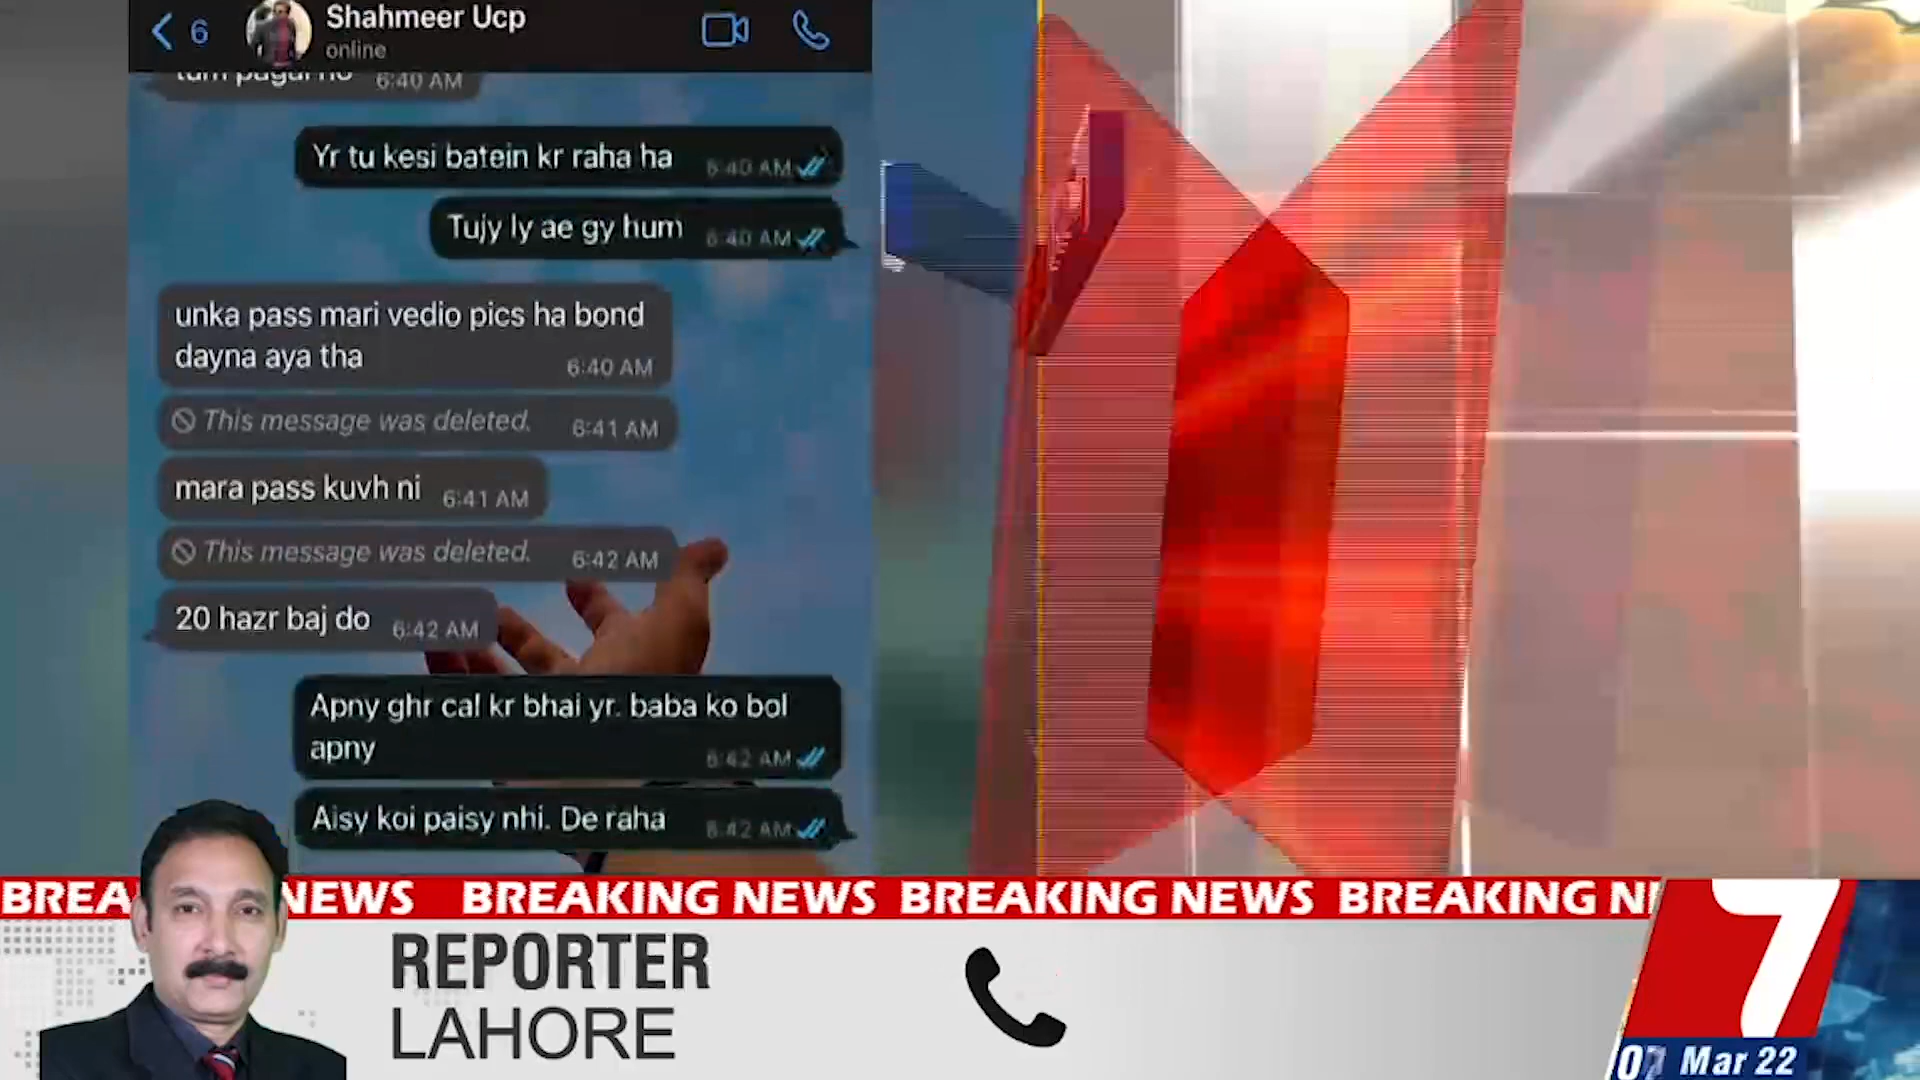 6
Shahmeer Ucp
online
tum pagal ho 6:40 AM
Yr tu kesi batein kr raha ha 6:40 AM
Tujy ly ae gy hum 6:40 AM
unka pass mari vedio pics ha bond
dayna aya tha 6:40 AM
This message was deleted. 6:41 AM
mara pass kuvh ni 6:41 AM
This message was deleted. 6:42 AM
20 hazr baj do 6:42 AM
Apny ghr cal kr bhai yr. baba ko bol
apny 6:42 AM
Aisy koi paisy nhi. De raha 6:42 AM
BREA NEWS BREAKING NEWS BREAKING NEWS BREAKING N
REPORTER
LAHORE
7
Mar 22